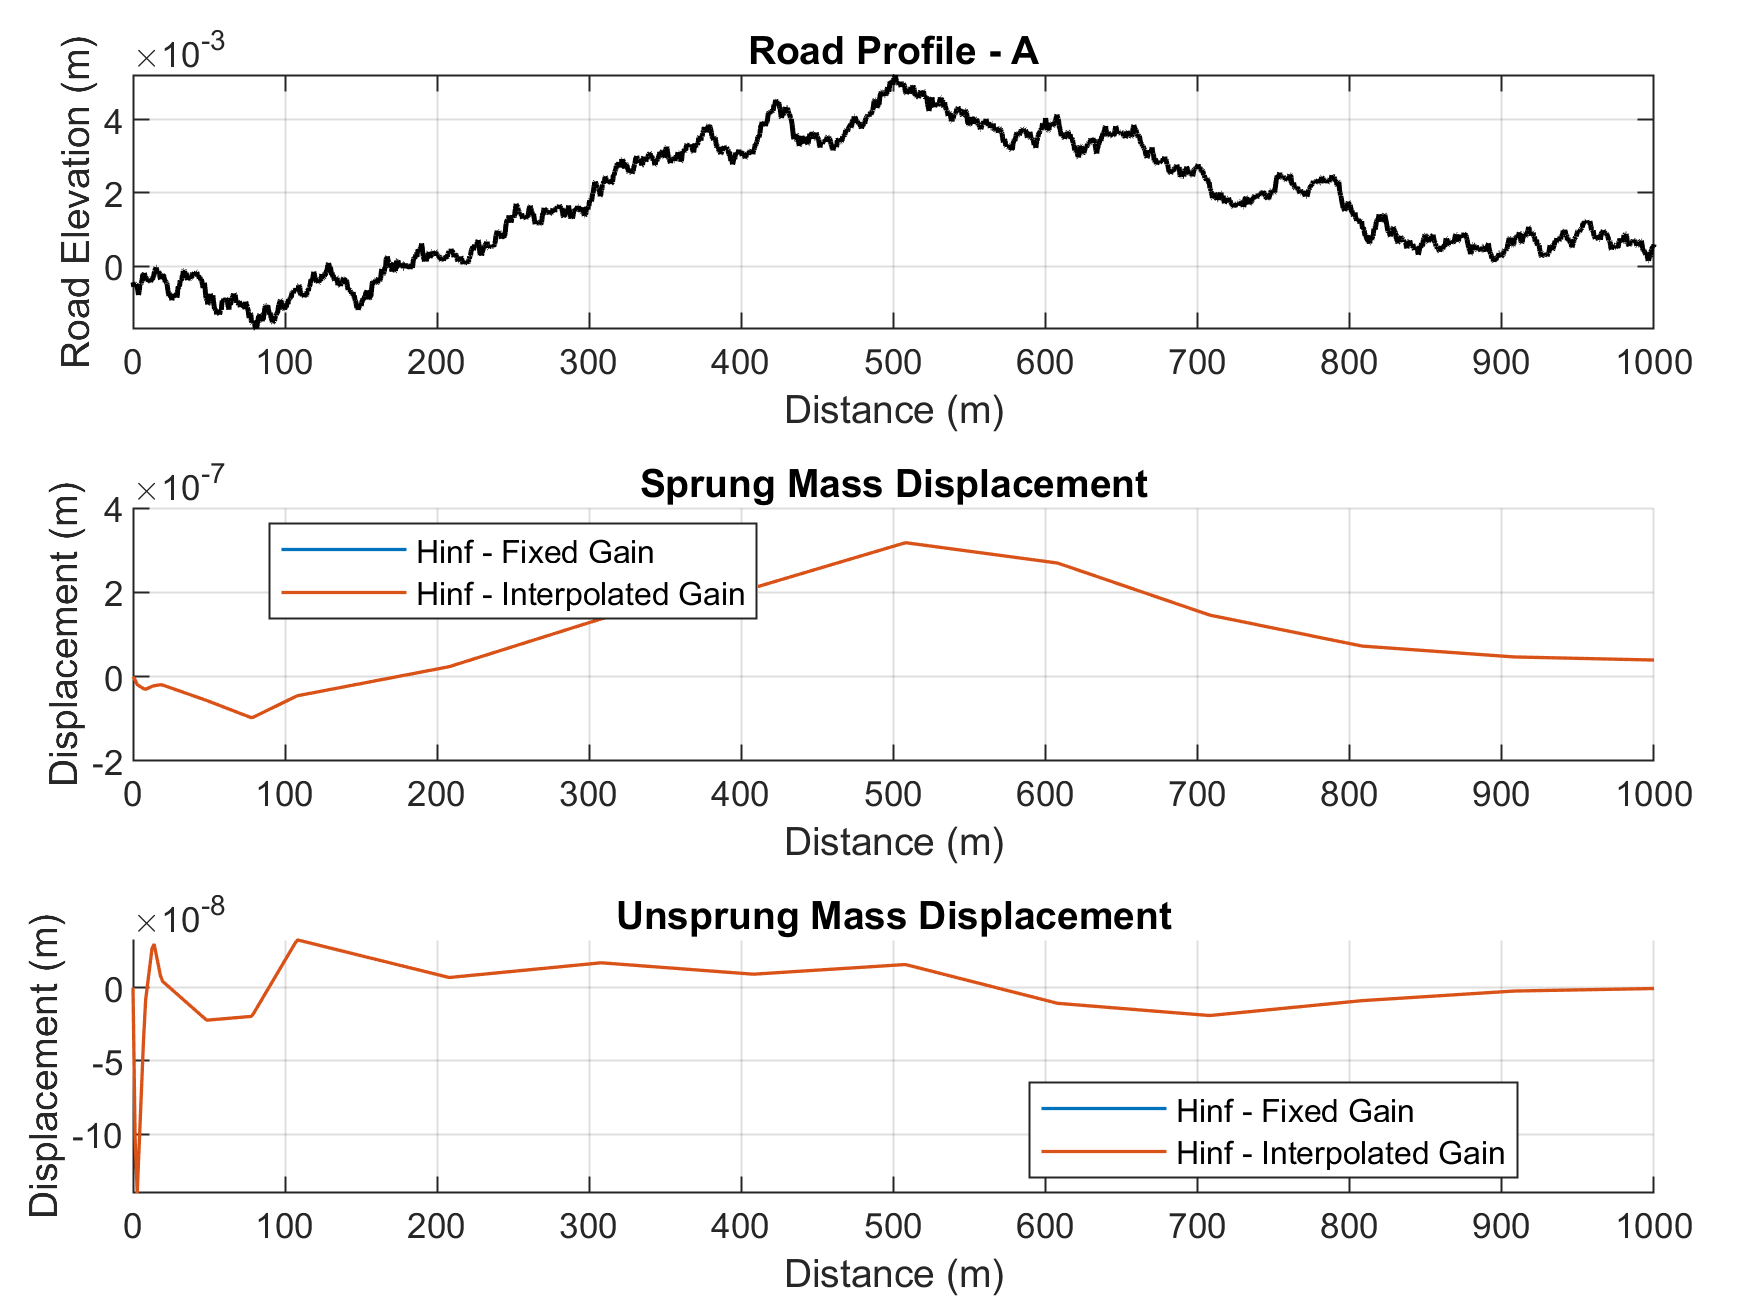 Road Profile - A
×10-3
Road Elevation (m)
4
2
0
0 100 200 300 400 500 600 700 800 900 1000
Distance (m)
Sprung Mass Displacement
×10-7
Displacement (m)
4
2
0
-2
Hinf - Fixed Gain
Hinf - Interpolated Gain
0 100 200 300 400 500 600 700 800 900 1000
Distance (m)
Unsprung Mass Displacement
×10-8
Displacement (m)
0
-5
-10
Hinf - Fixed Gain
Hinf - Interpolated Gain
0 100 200 300 400 500 600 700 800 900 1000
Distance (m)